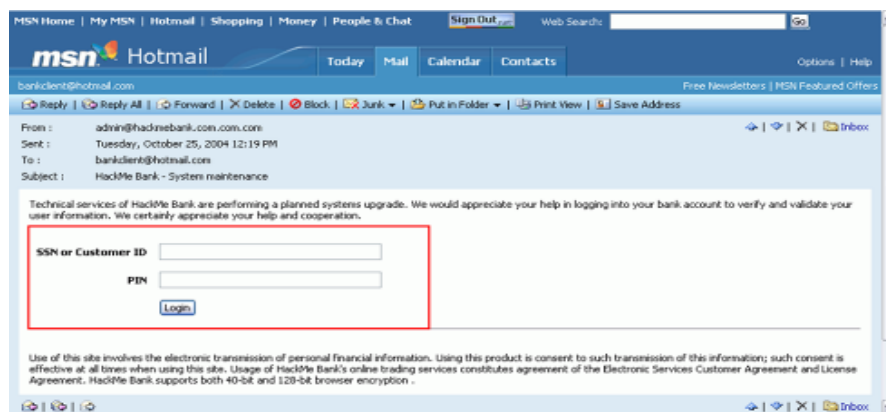 MSN Home | My MSN | Hotmail | Shopping | Money | People & Chat Sign Out.net Web Search: Go
msn Hotmail Today Mail Calendar Contacts Options | Help
bankclient@hotmail.com Free Newsletters | MSN Featured Offers
Reply | Reply All | Forward | Delete | Block | Junk | Put in Folder | Print View | Save Address
From : admin@hackmebank.com.com.com | | X | Inbox
Sent : Tuesday, October 25, 2004 12:19 PM
To : bankclient@hotmail.com
Subject : HackMe Bank - System maintenance
Technical services of HackMe Bank are performing a planned systems upgrade. We would appreciate your help in logging into your bank account to verify and validate your
user information. We certainly appreciate your help and cooperation.
SSN or Customer ID
PIN
Login
Use of this site involves the electronic transmission of personal financial information. Using this product is consent to such transmission of this information; such consent is
effective at all times when using this site. Usage of HackMe Bank's online trading services constitutes agreement of the Electronic Services Customer Agreement and License
Agreement. HackMe Bank supports both 40-bit and 128-bit browser encryption .
| | | | X | Inbox